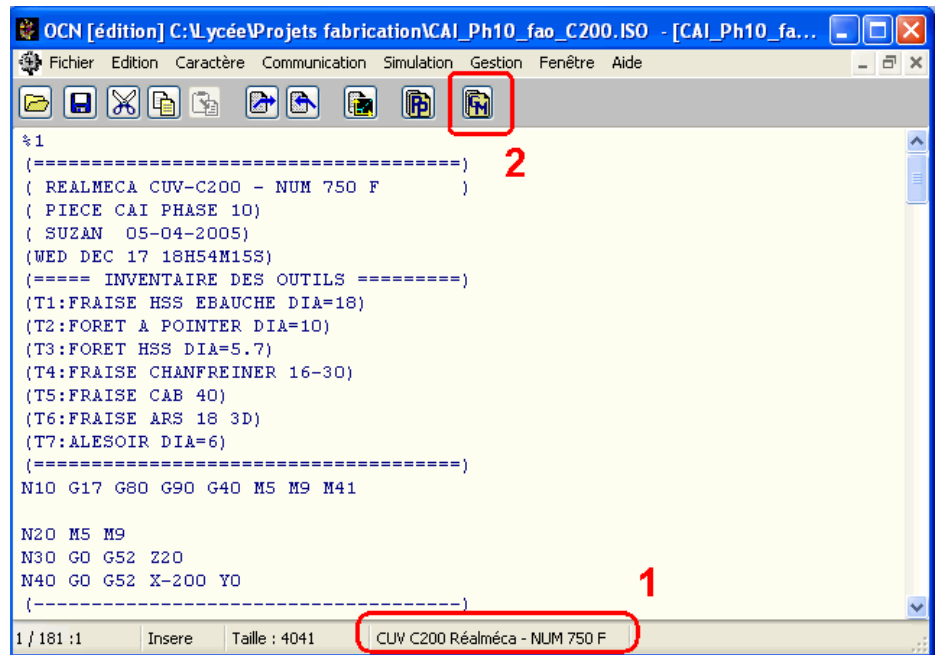 OCN [édition] C:\Lycée\Projets fabrication\CAI_Ph10_fao_C200.ISO - [CAI_Ph10_fa...
Fichier Edition Caractère Communication Simulation Gestion Fenêtre Aide
PP GM
%1
2
(=====================================)
( REALMECA CUV-C200 - NUM 750 F )
( PIECE CAI PHASE 10)
( SUZAN 05-04-2005)
(WED DEC 17 18H54M15S)
(===== INVENTAIRE DES OUTILS =========)
(T1:FRAISE HSS EBAUCHE DIA=18)
(T2:FORET A POINTER DIA=10)
(T3:FORET HSS DIA=5.7)
(T4:FRAISE CHANFREINER 16-30)
(T5:FRAISE CAB 40)
(T6:FRAISE ARS 18 3D)
(T7:ALESOIR DIA=6)
(=====================================)
N10 G17 G80 G90 G40 M5 M9 M41
N20 M5 M9
N30 G0 G52 Z20
N40 G0 G52 X-200 Y0
1
(-------------------------------------)
1 / 181 :1 Insere Taille : 4041 CUV C200 Réalméca - NUM 750 F